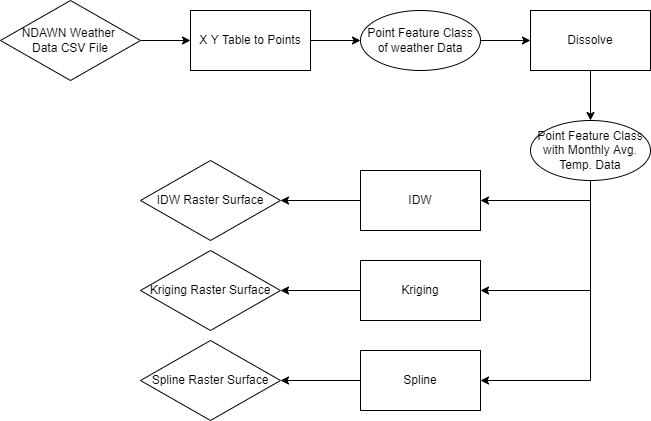 NDAWN Weather
Data CSV File
X Y Table to Points
Point Feature Class
of weather Data
Dissolve
Point Feature Class
with Monthly Avg.
Temp. Data
IDW Raster Surface
IDW
Kriging Raster Surface
Kriging
Spline Raster Surface
Spline